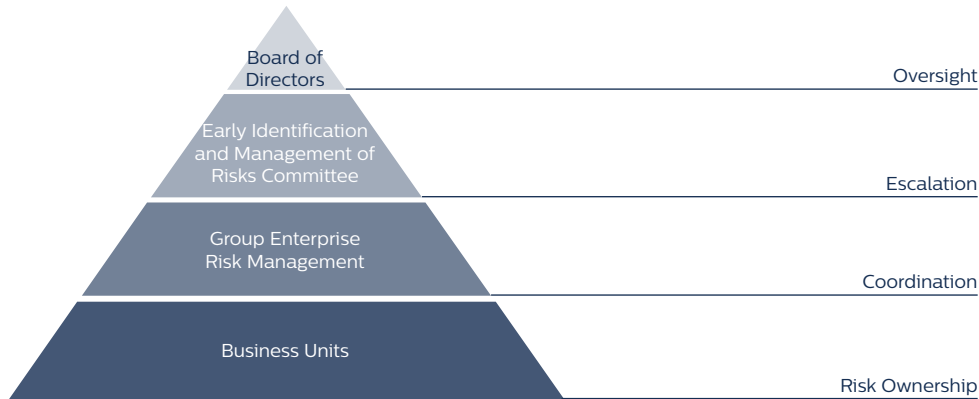 Board of
Directors
Oversight
Early Identification
and Management of
Risks Committee
Escalation
Group Enterprise
Risk Management
Coordination
Business Units
Risk Ownership